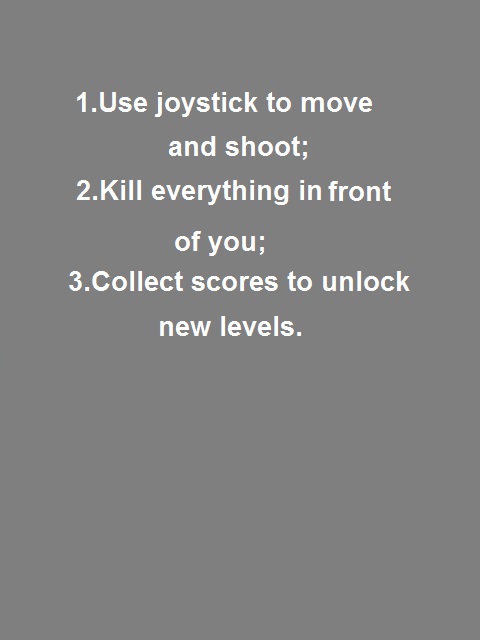 1.Use joystick to move
and shoot;
2.Kill everything in front
of you;
3.Collect scores to unlock
new levels.